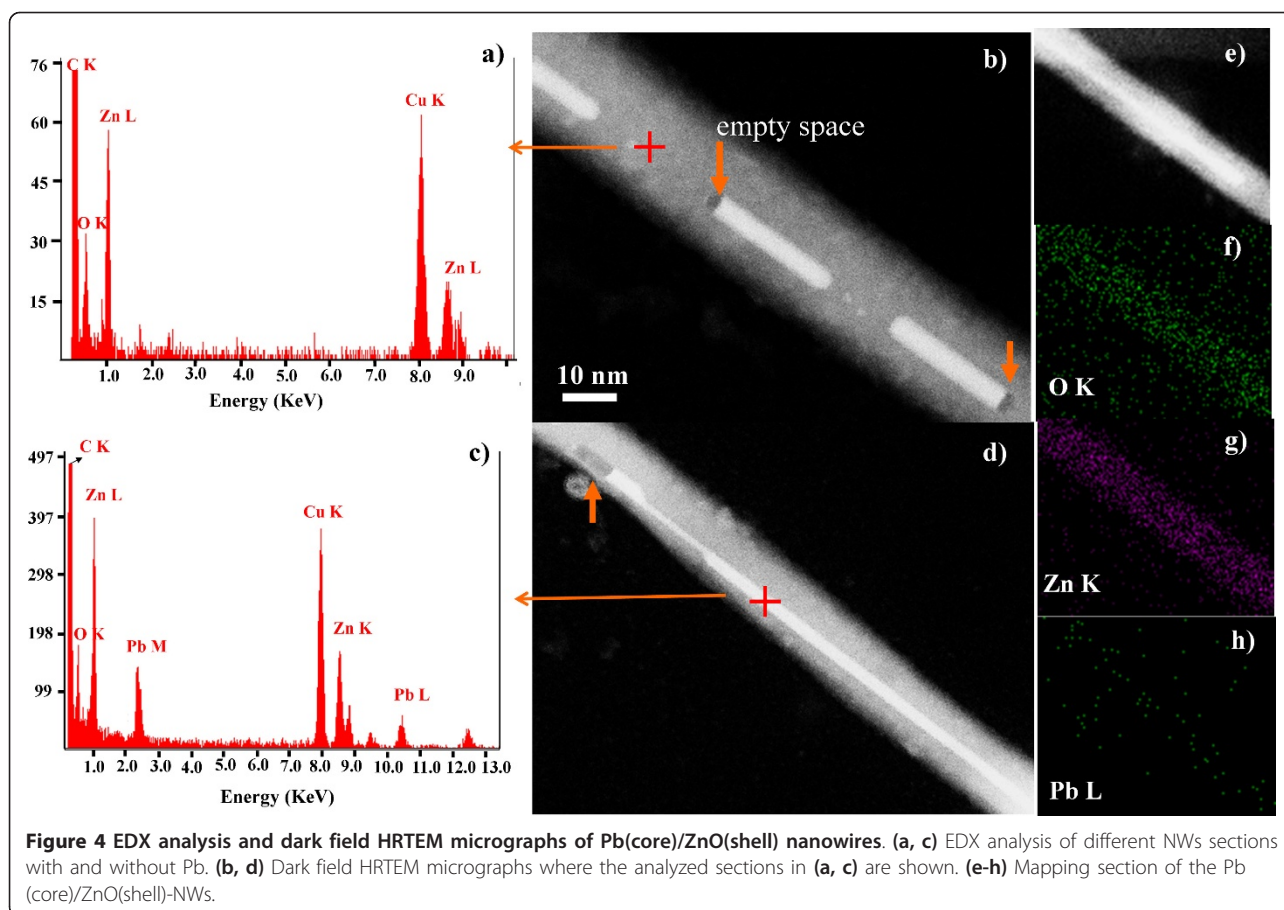 a)
76
60
45
30
15
C K
Zn L
O K
Cu K
Zn L
1.0 2.0 3.0 4.0 5.0 6.0 7.0 8.0 9.0
Energy (KeV)
b)
empty space
10 nm
c)
497
397
298
198
99
C K
Zn L
O K
Pb M
Cu K
Zn K
Pb L
1.0 2.0 3.0 4.0 5.0 6.0 7.0 8.0 9.0 10.0 11.0 12.0 13.0
Energy (KeV)
d)
e)
f)
O K
g)
Zn K
h)
Pb L
Figure 4 EDX analysis and dark field HRTEM micrographs of Pb(core)/ZnO(shell) nanowires. (a, c) EDX analysis of different NWs sections
with and without Pb. (b, d) Dark field HRTEM micrographs where the analyzed sections in (a, c) are shown. (e-h) Mapping section of the Pb
(core)/ZnO(shell)-NWs.